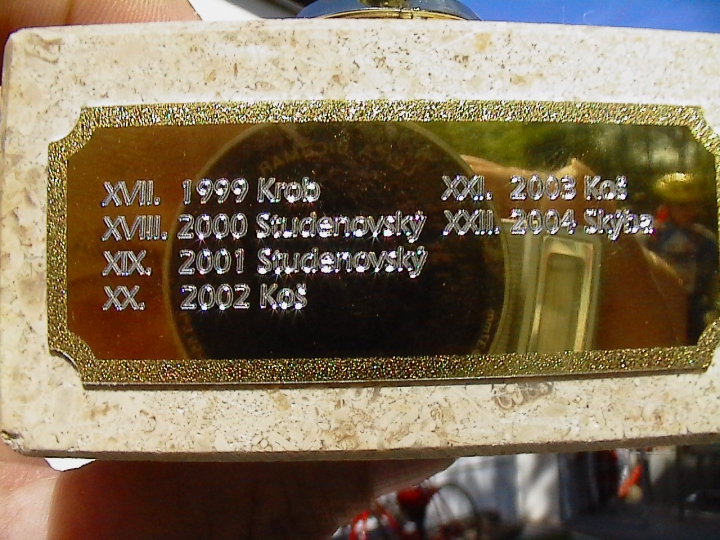 XVII. 1999 Krob
XVIII. 2000 Studenovský
XIX. 2001 Studenovský
XX. 2002 Koš
XXI. 2003 Koš
XXII. 2004 Skýba